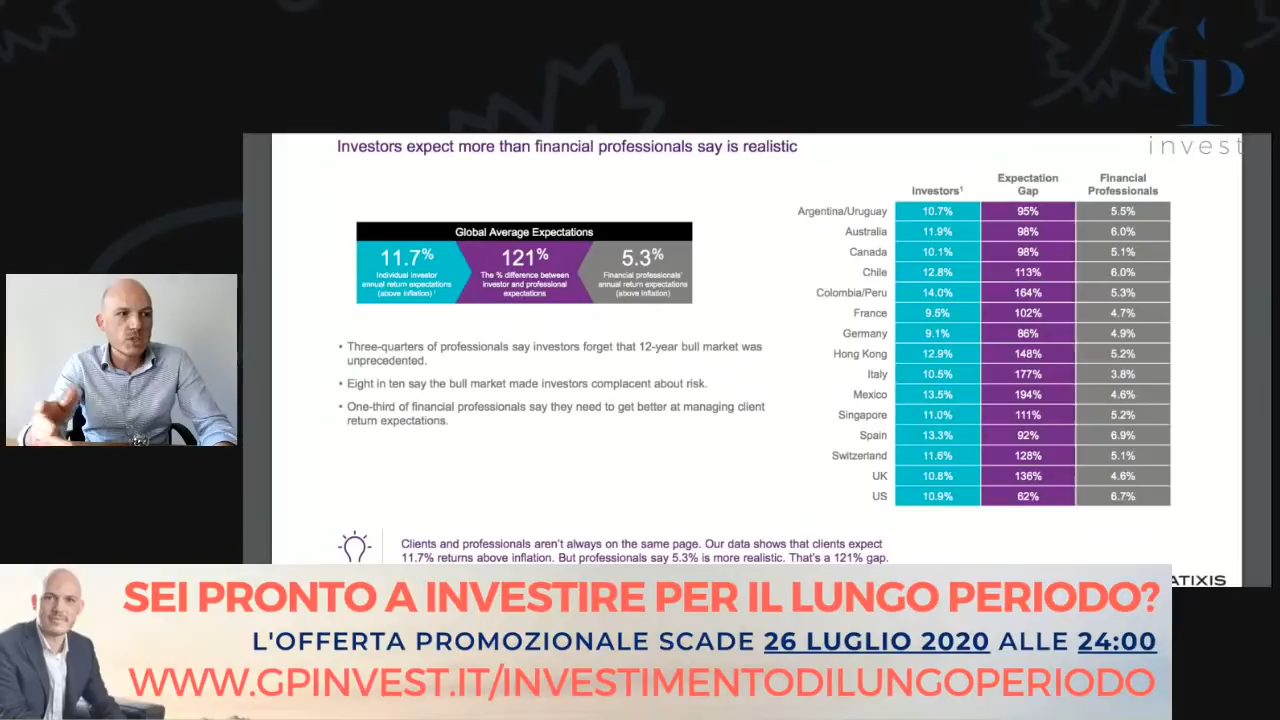 GP
invest
Investors expect more than financial professionals say is realistic
Global Average Expectations
11.7%
Individual investor
annual return expectations
(above inflation)¹
121%
The % difference between
investor and professional
expectations
5.3%
Financial professionals'
annual return expectations
(above inflation)
• Three-quarters of professionals say investors forget that 12-year bull market was
unprecedented.
• Eight in ten say the bull market made investors complacent about risk.
• One-third of financial professionals say they need to get better at managing client
return expectations.
Investors¹ Expectation Gap Financial Professionals
Argentina/Uruguay 10.7% 95% 5.5%
Australia 11.9% 98% 6.0%
Canada 10.1% 98% 5.1%
Chile 12.8% 113% 6.0%
Colombia/Peru 14.0% 164% 5.3%
France 9.5% 102% 4.7%
Germany 9.1% 86% 4.9%
Hong Kong 12.9% 148% 5.2%
Italy 10.5% 177% 3.8%
Mexico 13.5% 194% 4.6%
Singapore 11.0% 111% 5.2%
Spain 13.3% 92% 6.9%
Switzerland 11.6% 128% 5.1%
UK 10.8% 136% 4.6%
US 10.9% 62% 6.7%
Clients and professionals aren't always on the same page. Our data shows that clients expect
11.7% returns above inflation. But professionals say 5.3% is more realistic. That's a 121% gap.
ATIXIS
SEI PRONTO A INVESTIRE PER IL LUNGO PERIODO?
L'OFFERTA PROMOZIONALE SCADE 26 LUGLIO 2020 ALLE 24:00
WWW.GPINVEST.IT/INVESTIMENTODILUNGOPERIODO